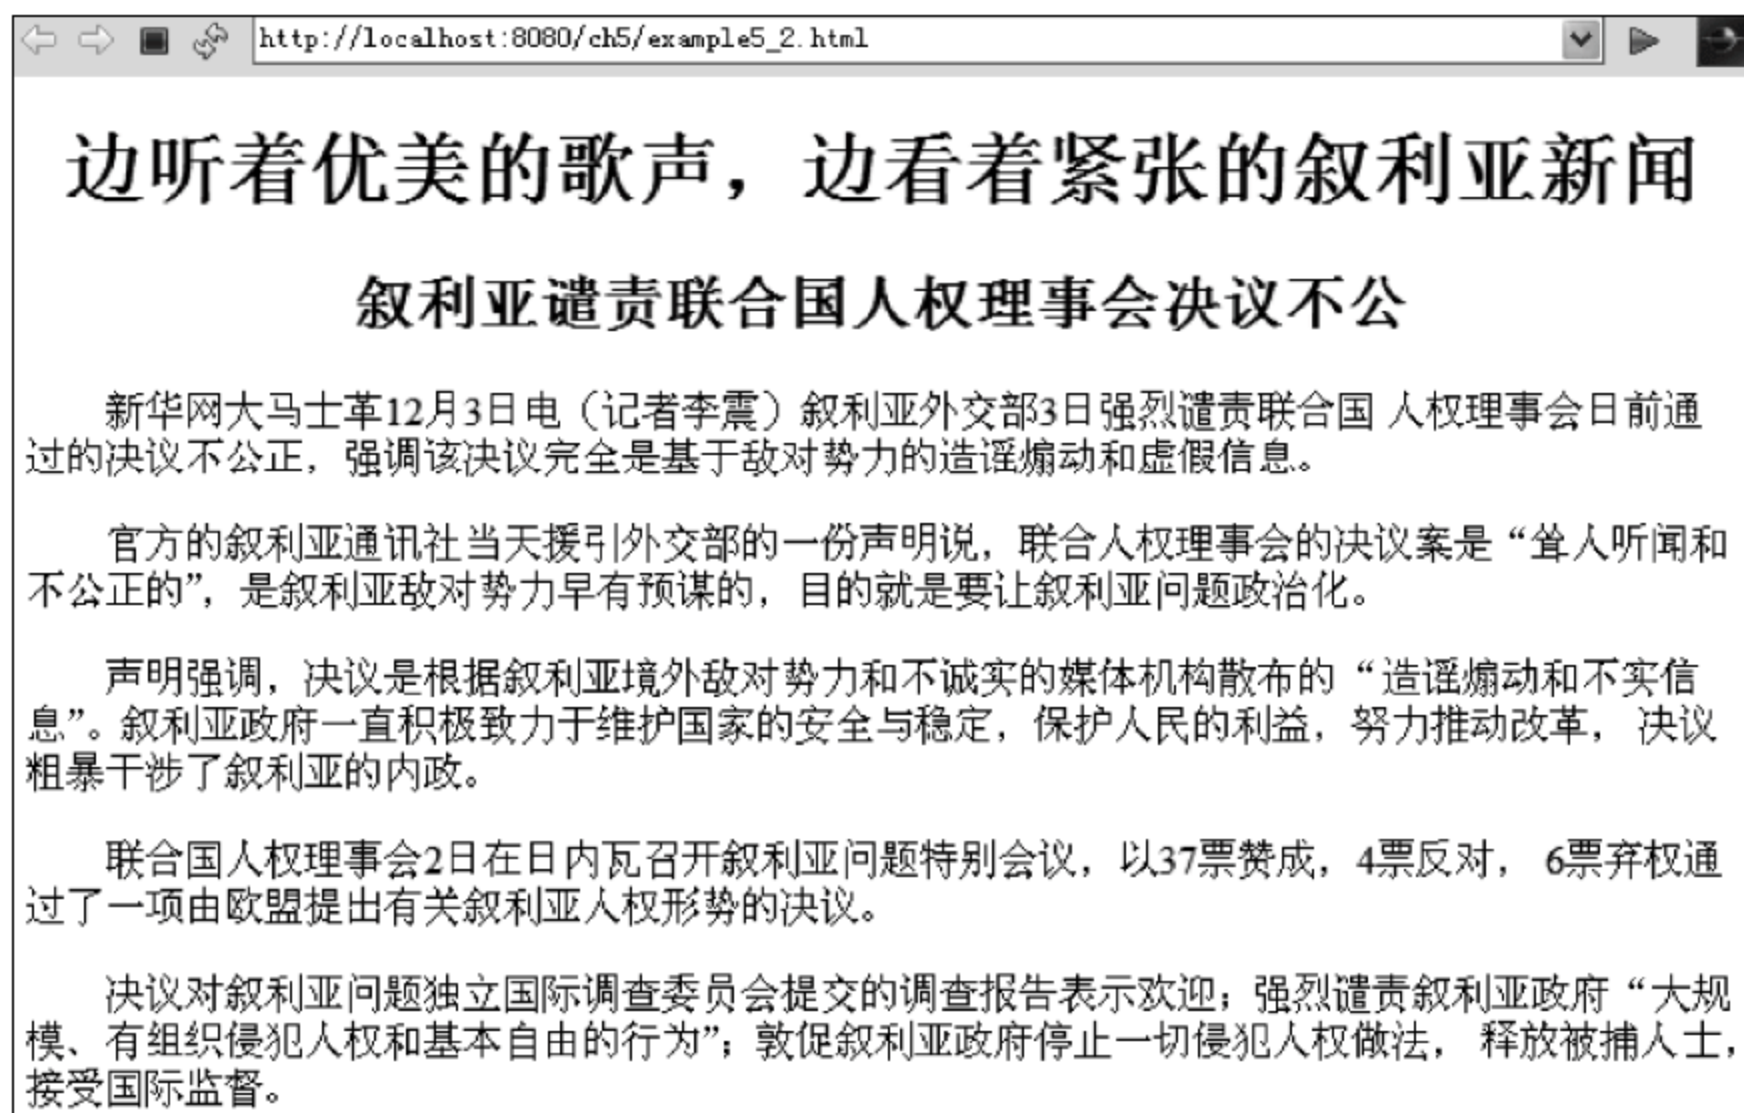 http://localhost:8080/ch5/example5_2.html
边听着优美的歌声，边看着紧张的叙利亚新闻
叙利亚谴责联合国人权理事会决议不公
新华网大马士革12月3日电（记者李震）叙利亚外交部3日强烈谴责联合国 人权理事会日前通
过的决议不公正，强调该决议完全是基于敌对势力的造谣煽动和虚假信息。
官方的叙利亚通讯社当天援引外交部的一份声明说，联合人权理事会的决议案是“耸人听闻和
不公正的”，是叙利亚敌对势力早有预谋的，目的就是要让叙利亚问题政治化。
声明强调，决议是根据叙利亚境外敌对势力和不诚实的媒体机构散布的“造谣煽动和不实信
息”。叙利亚政府一直积极致力于维护国家的安全与稳定，保护人民的利益，努力推动改革， 决议
粗暴干涉了叙利亚的内政。
联合国人权理事会2日在日内瓦召开叙利亚问题特别会议，以37票赞成，4票反对， 6票弃权通
过了一项由欧盟提出有关叙利亚人权形势的决议。
决议对叙利亚问题独立国际调查委员会提交的调查报告表示欢迎；强烈谴责叙利亚政府“大规
模、有组织侵犯人权和基本自由的行为”；敦促叙利亚政府停止一切侵犯人权做法， 释放被捕人士，
接受国际监督。